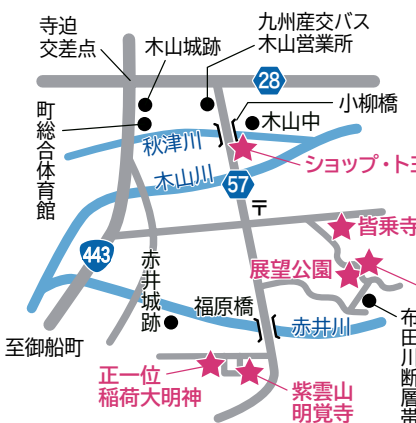 寺迫
交差点
木山城跡
九州産交バス
木山営業所
28
小柳橋
町総合体育館
木山中
秋津川
ショップ・トヨ
木山川
57
〒
皆乗寺
443
赤井城跡
展望公園
福原橋
赤井川
至御船町
布田川断層帯
正一位
稲荷大明神
紫雲山
明覚寺